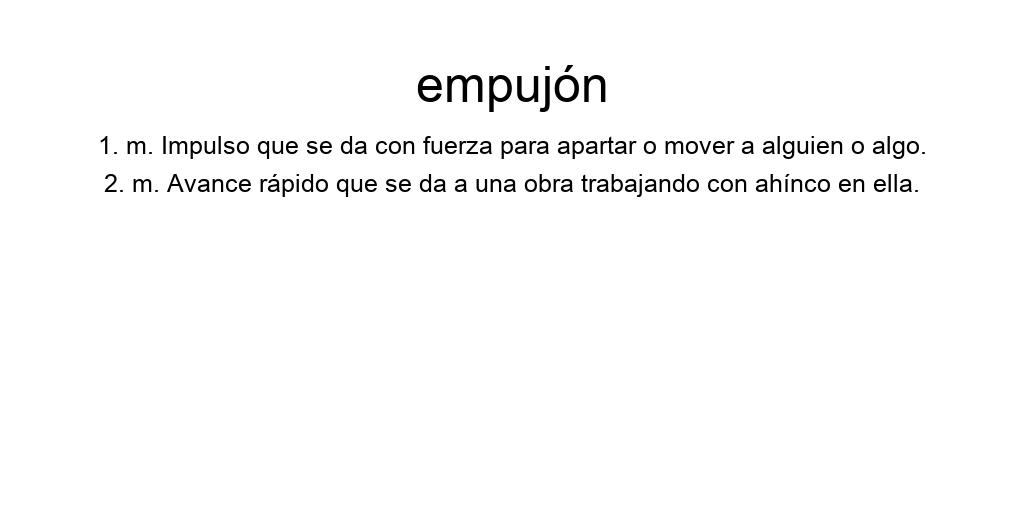 empujón
1. m. Impulso que se da con fuerza para apartar o mover a alguien o algo.
2. m. Avance rápido que se da a una obra trabajando con ahínco en ella.